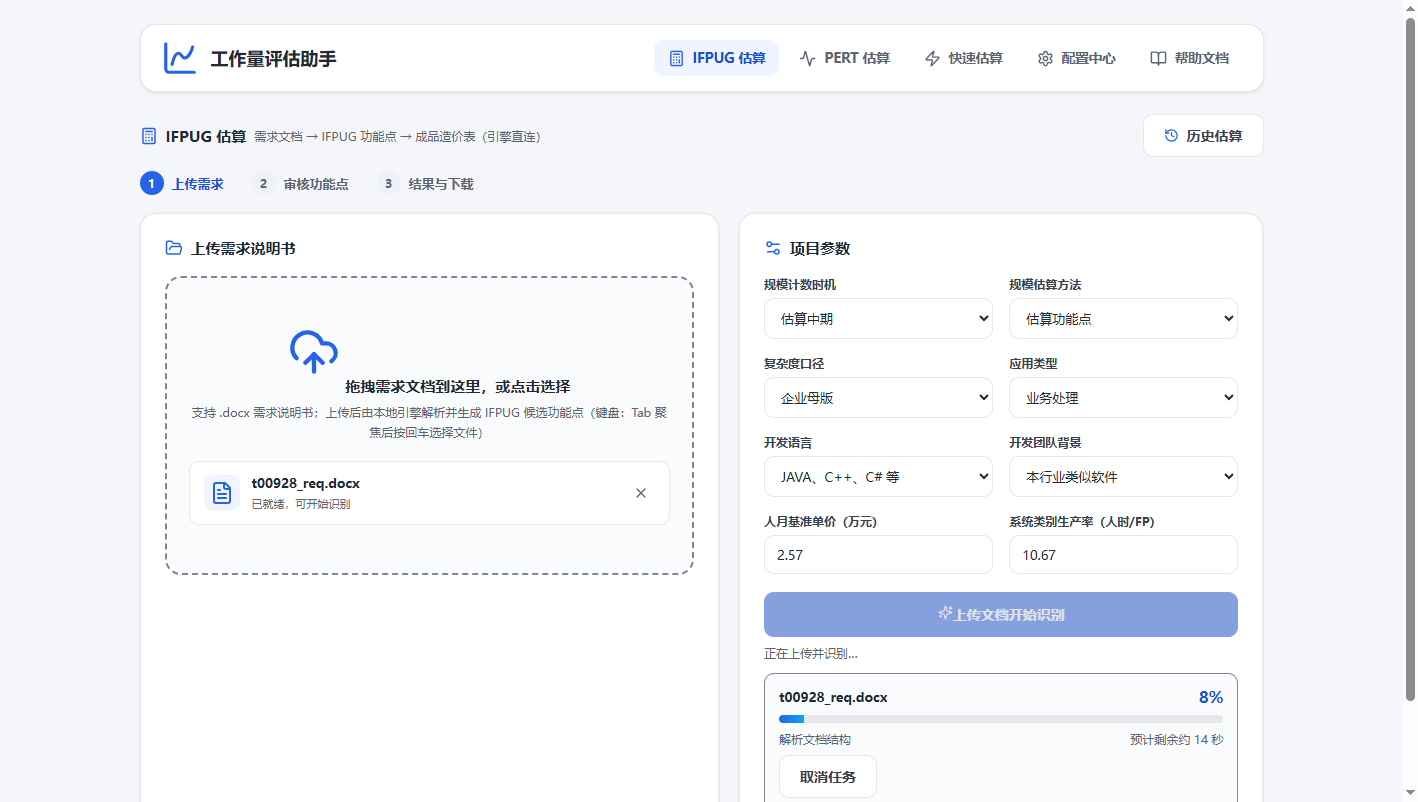 工作量评估助手
IFPUG 估算
PERT 估算
快速估算
配置中心
帮助文档
IFPUG 估算 需求文档 → IFPUG 功能点 → 成品造价表（引擎直连）
历史估算
1 上传需求
2 审核功能点
3 结果与下载
上传需求说明书
拖拽需求文档到这里，或点击选择
支持 .docx 需求说明书；上传后由本地引擎解析并生成 IFPUG 候选功能点（键盘：Tab 聚
焦后按回车选择文件）
t00928_req.docx
已就绪，可开始识别
项目参数
规模计数时机
规模估算方法
估算中期
估算功能点
复杂度口径
应用类型
企业母版
业务处理
开发语言
开发团队背景
JAVA、C++、C# 等
本行业类似软件
人月基准单价（万元）
系统类别生产率（人时/FP）
2.57
10.67
上传文档开始识别
正在上传并识别...
t00928_req.docx
8%
解析文档结构
预计剩余约 14 秒
取消任务